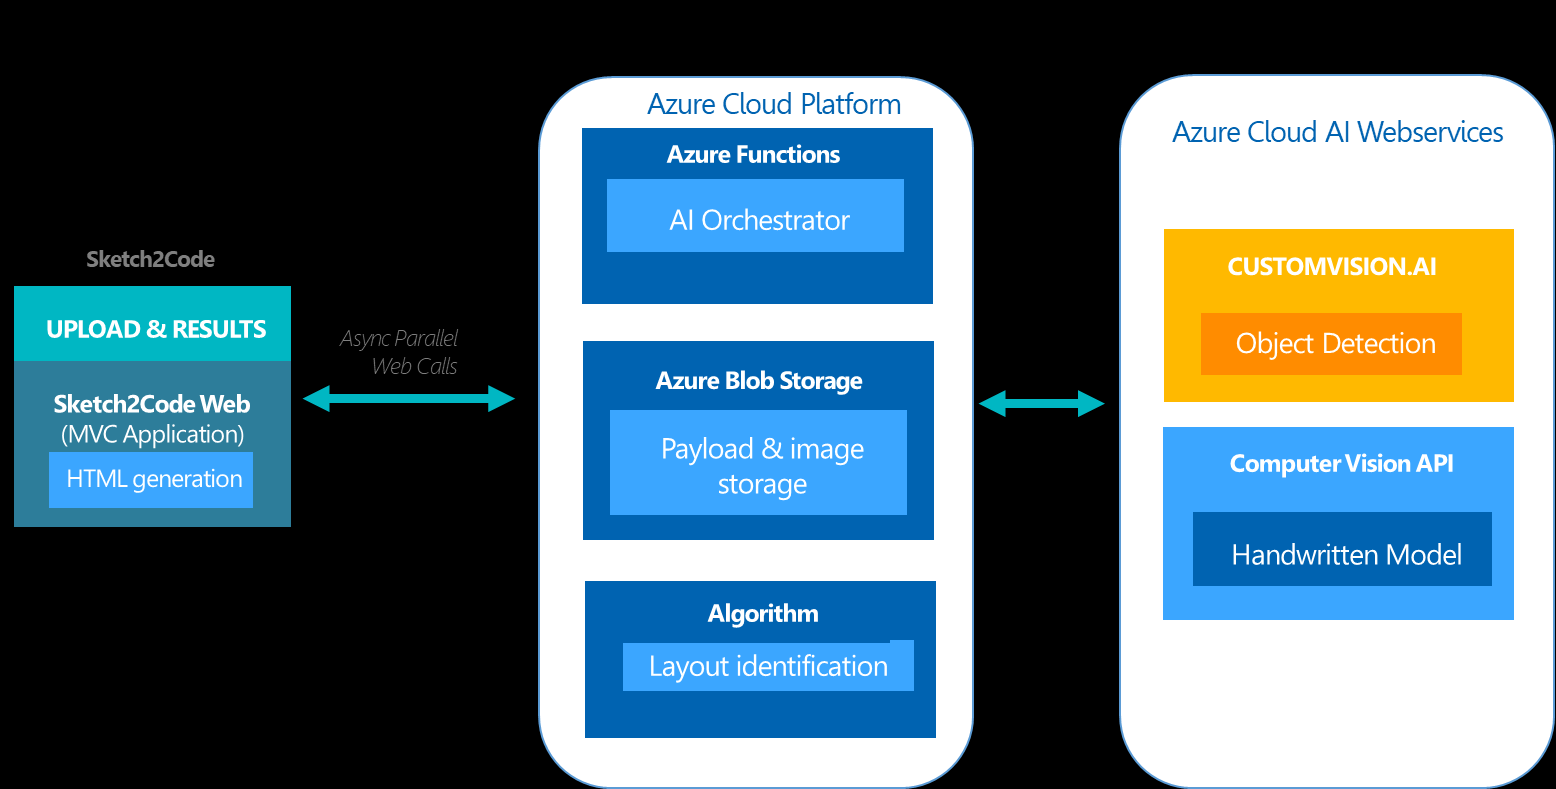 Sketch2Code
UPLOAD & RESULTS
Sketch2Code Web
(MVC Application)
HTML generation
Async Parallel
Web Calls
Azure Cloud Platform
Azure Functions
AI Orchestrator
Azure Blob Storage
Payload & image
storage
Algorithm
Layout identification
Azure Cloud AI Webservices
CUSTOMVISION.AI
Object Detection
Computer Vision API
Handwritten Model